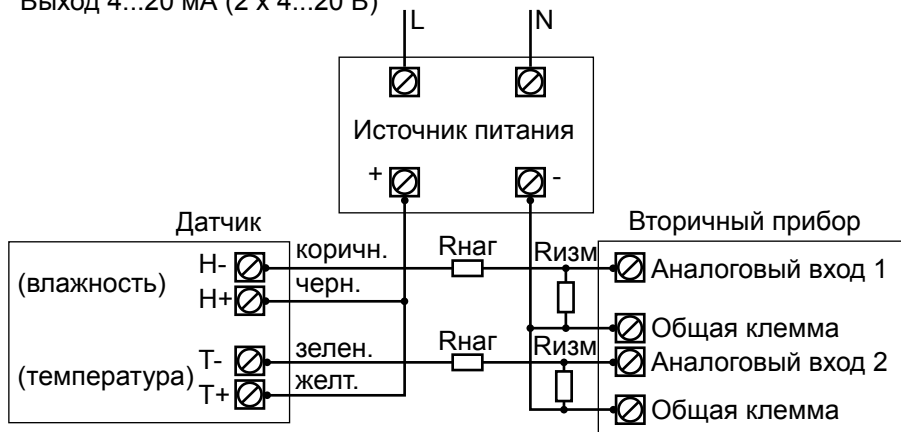 Выход 4...20 мА (2 x 4...20 В)
L
N
Источник питания
+
-
Датчик
Вторичный прибор
(влажность)
H-
коричн.
Rнаг
Rизм
Аналоговый вход 1
H+
черн.
Общая клемма
(температура)
T-
зелен.
Rнаг
Rизм
Аналоговый вход 2
T+
желт.
Общая клемма